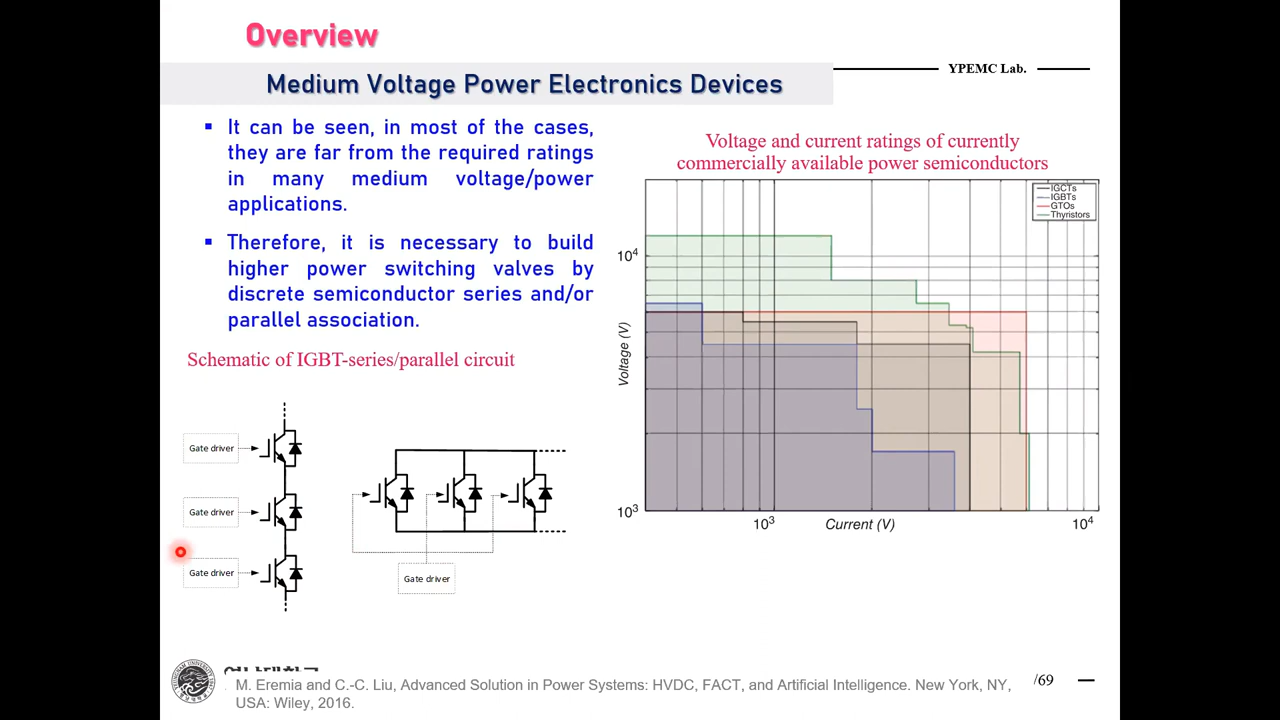 Overview
Medium Voltage Power Electronics Devices
YPEMC Lab.
It can be seen, in most of the cases,
they are far from the required ratings
in many medium voltage/power
applications.
Therefore, it is necessary to build
higher power switching valves by
discrete semiconductor series and/or
parallel association.
Schematic of IGBT-series/parallel circuit
Gate driver
Gate driver
Gate driver
Gate driver
Voltage and current ratings of currently
commercially available power semiconductors
IGCTs
IGBTs
GTOs
Thyristors
10⁴
Voltage (V)
10³
10³
Current (V)
10⁴
M. Eremia and C.-C. Liu, Advanced Solution in Power Systems: HVDC, FACT, and Artificial Intelligence. New York, NY,
USA: Wiley, 2016.
/69